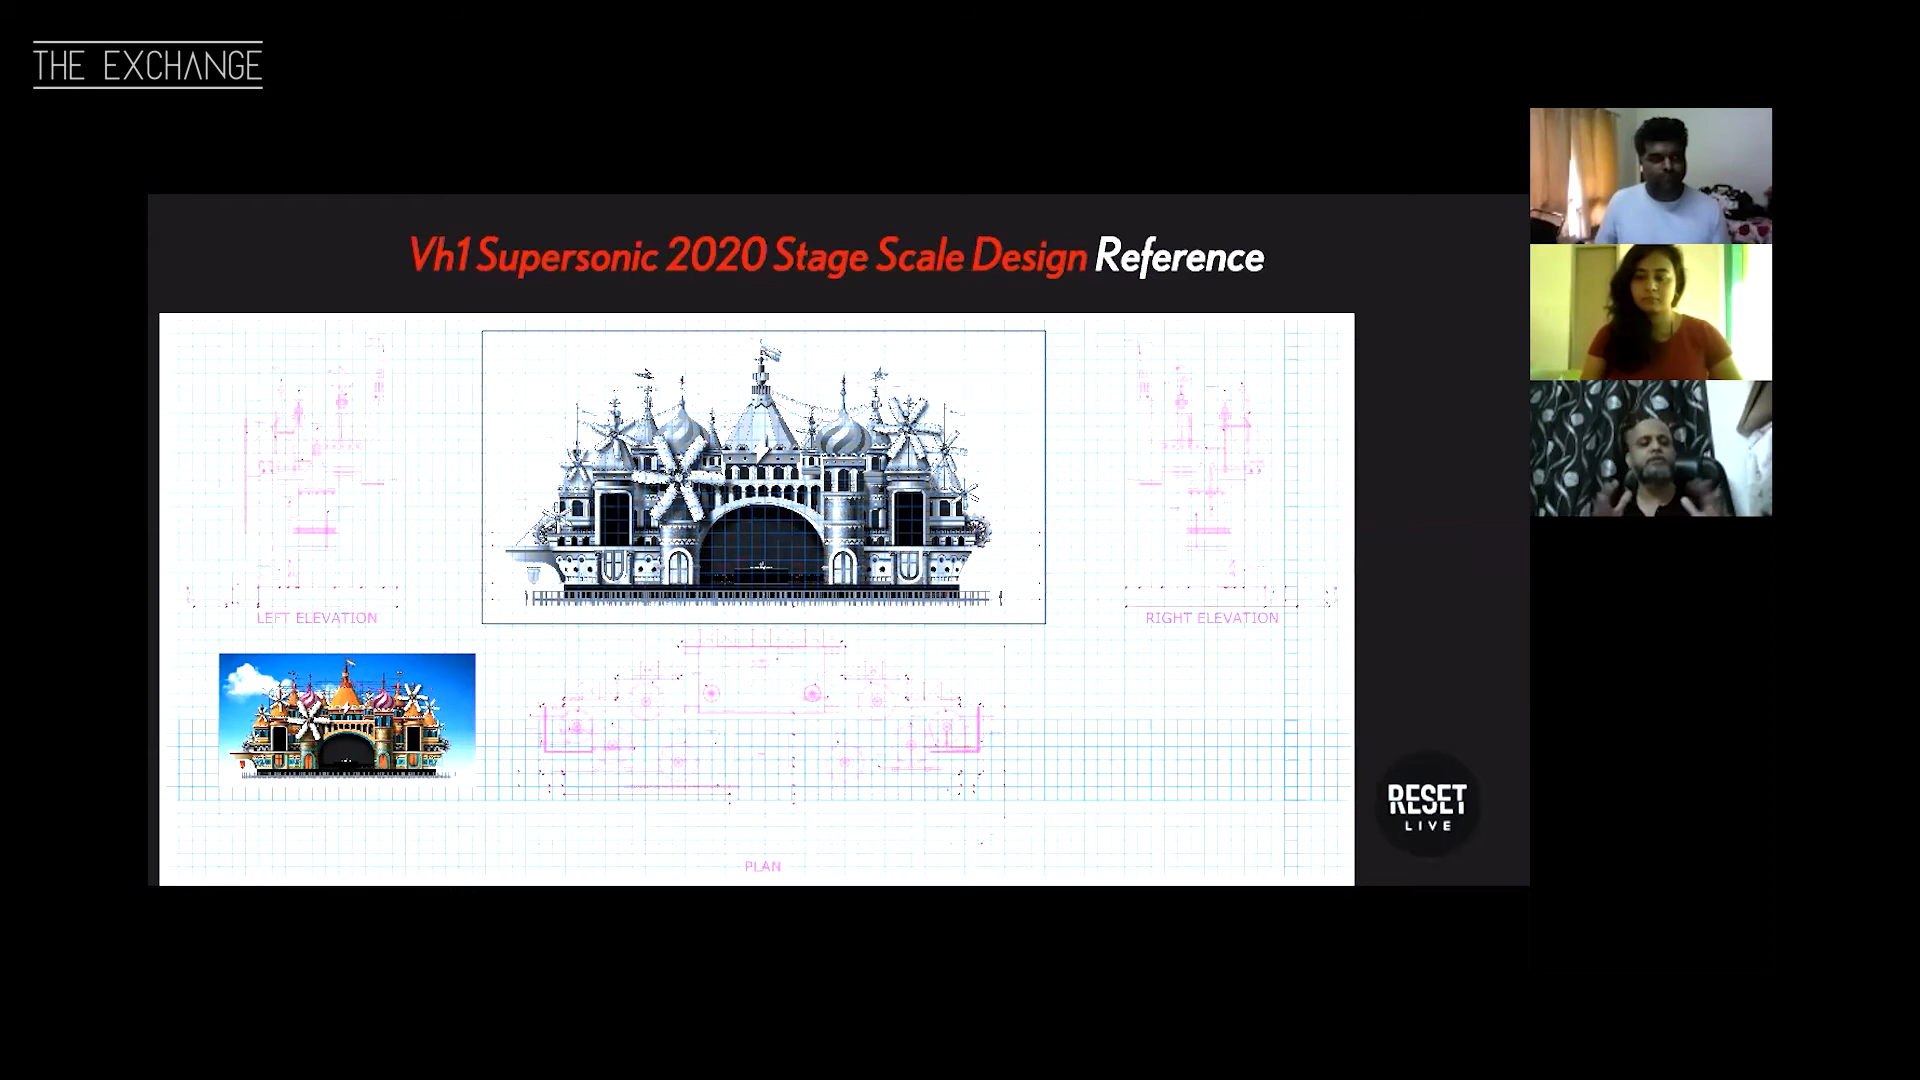 THE EXCHANGE
Vh1 Supersonic 2020 Stage Scale Design Reference
LEFT ELEVATION
RIGHT ELEVATION
PLAN
RESET
LIVE